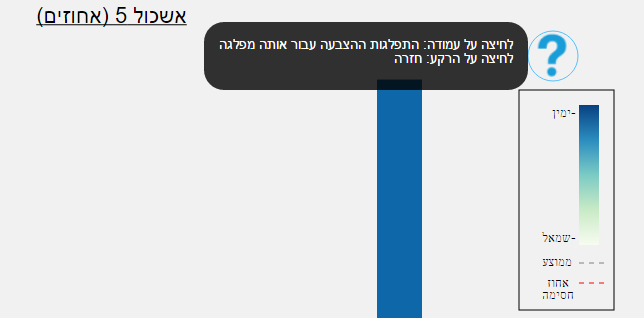 אשכול 5 (אחוזים)
לחיצה על עמודה: התפלגות ההצבעה עבור אותה מפלגה
לחיצה על הרקע: חזרה
?
ימין-
שמאל-
ממוצע
אחוז
חסימה